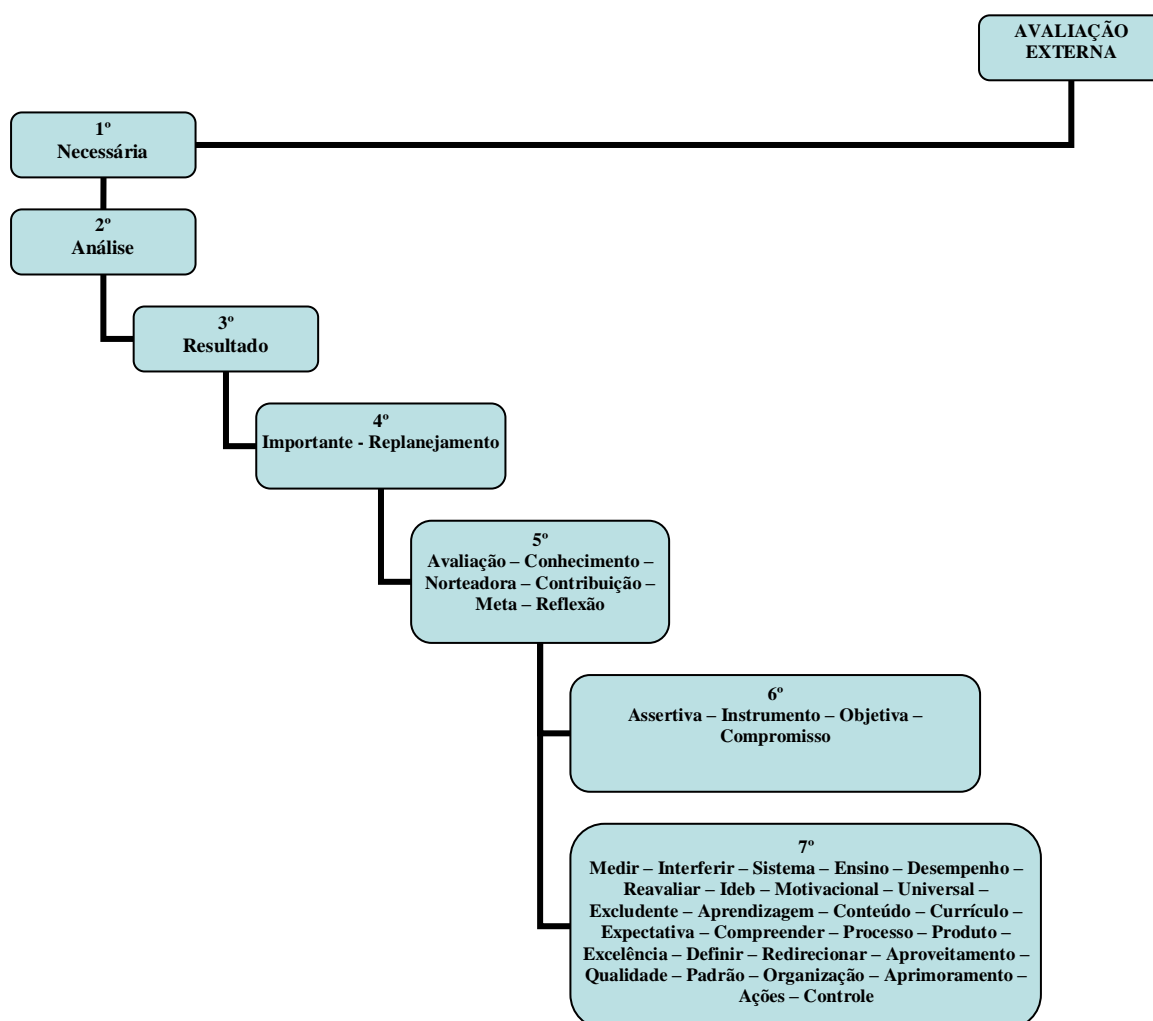 AVALIAÇÃO
EXTERNA
1º
Necessária
2º
Análise
3º
Resultado
4º
Importante - Replanejamento
5º
Avaliação – Conhecimento –
Norteadora – Contribuição –
Meta – Reflexão
6º
Assertiva – Instrumento – Objetiva –
Compromisso
7º
Medir – Interferir – Sistema – Ensino – Desempenho –
Reavaliar – Ideb – Motivacional – Universal –
Excludente – Aprendizagem – Conteúdo – Currículo –
Expectativa – Compreender – Processo – Produto –
Excelência – Definir – Redirecionar – Aproveitamento –
Qualidade – Padrão – Organização – Aprimoramento –
Ações – Controle